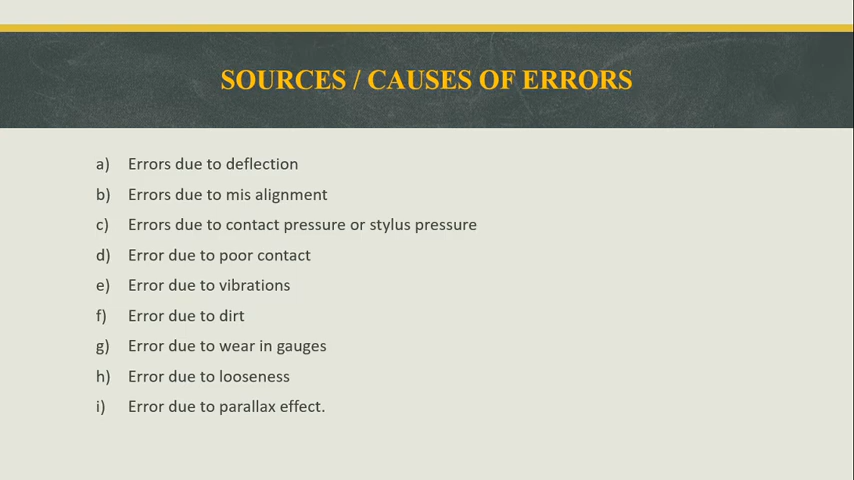 SOURCES / CAUSES OF ERRORS
a) Errors due to deflection
b) Errors due to mis alignment
c) Errors due to contact pressure or stylus pressure
d) Error due to poor contact
e) Error due to vibrations
f) Error due to dirt
g) Error due to wear in gauges
h) Error due to looseness
i) Error due to parallax effect.